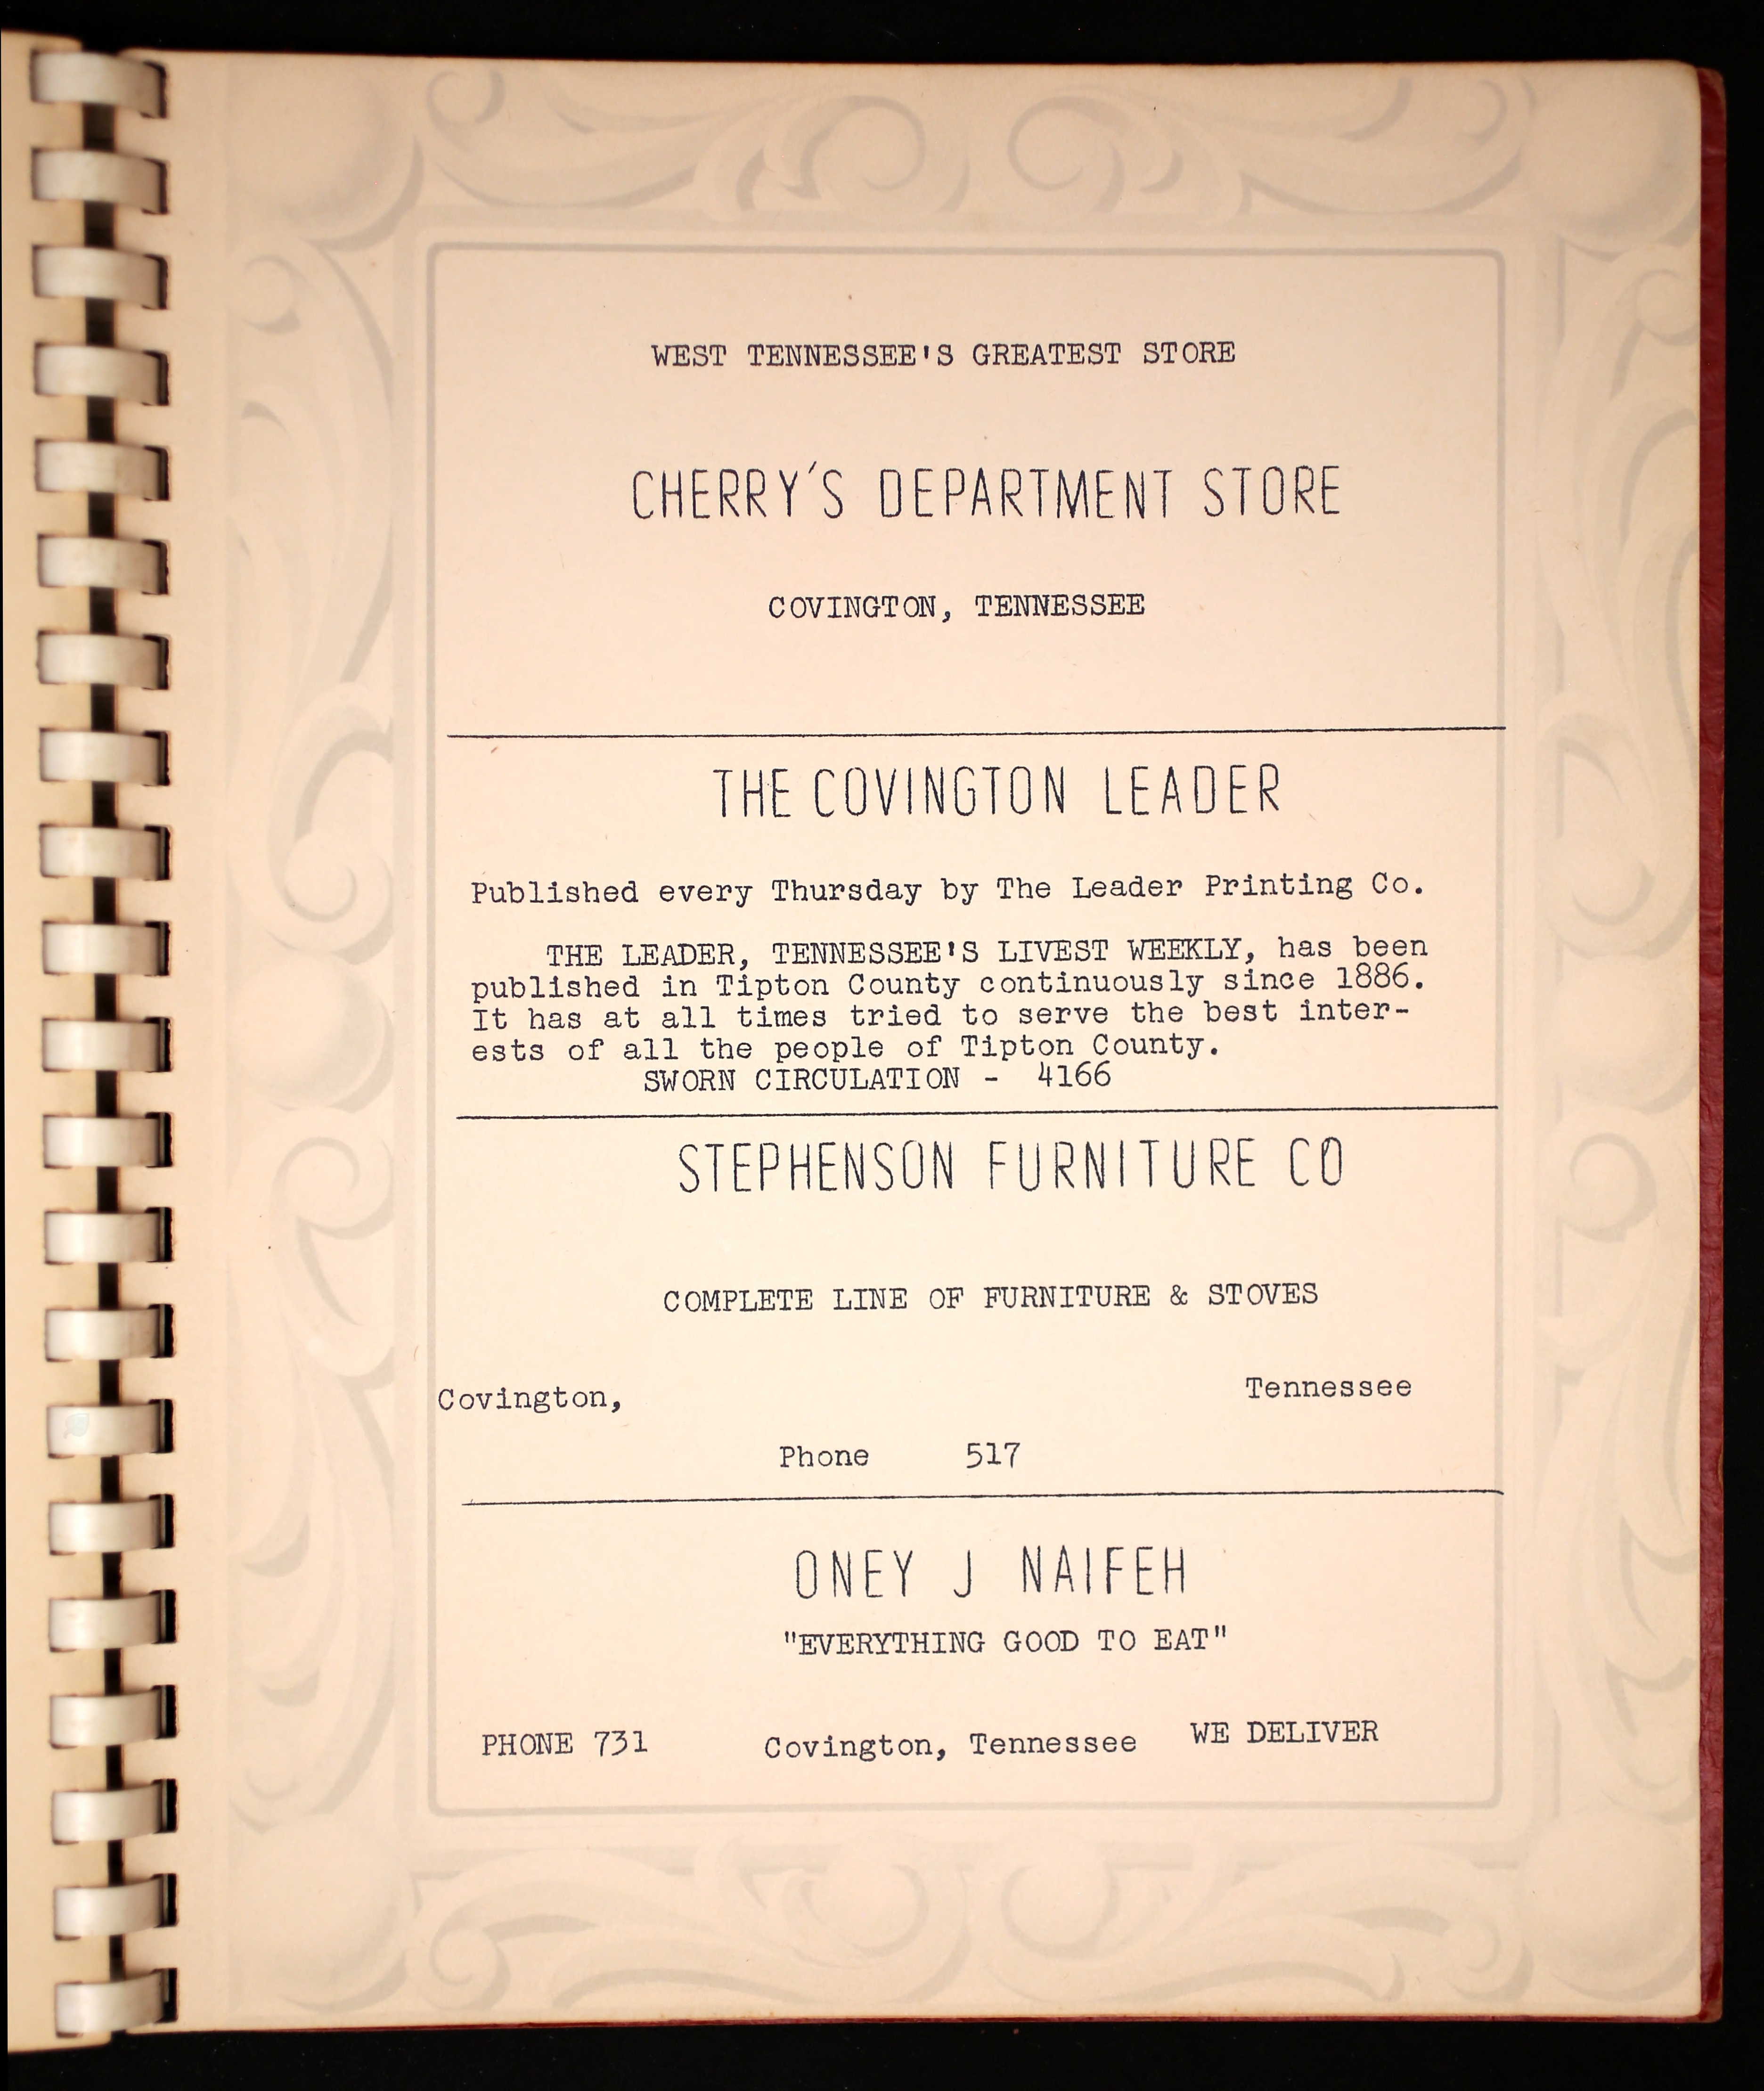 WEST TENNESSEE'S GREATEST STORE
CHERRY'S DEPARTMENT STORE
COVINGTON, TENNESSEE
THE COVINGTON LEADER
Published every Thursday by The Leader Printing Co.
THE LEADER, TENNESSEE'S LIVEST WEEKLY, has been
published in Tipton County continuously since 1886.
It has at all times tried to serve the best inter-
ests of all the people of Tipton County.
SWORN CIRCULATION - 4166
STEPHENSON FURNITURE CO
COMPLETE LINE OF FURNITURE & STOVES
Covington, Tennessee
Phone 517
ONEY J NAIFEH
"EVERYTHING GOOD TO EAT"
PHONE 731 Covington, Tennessee WE DELIVER